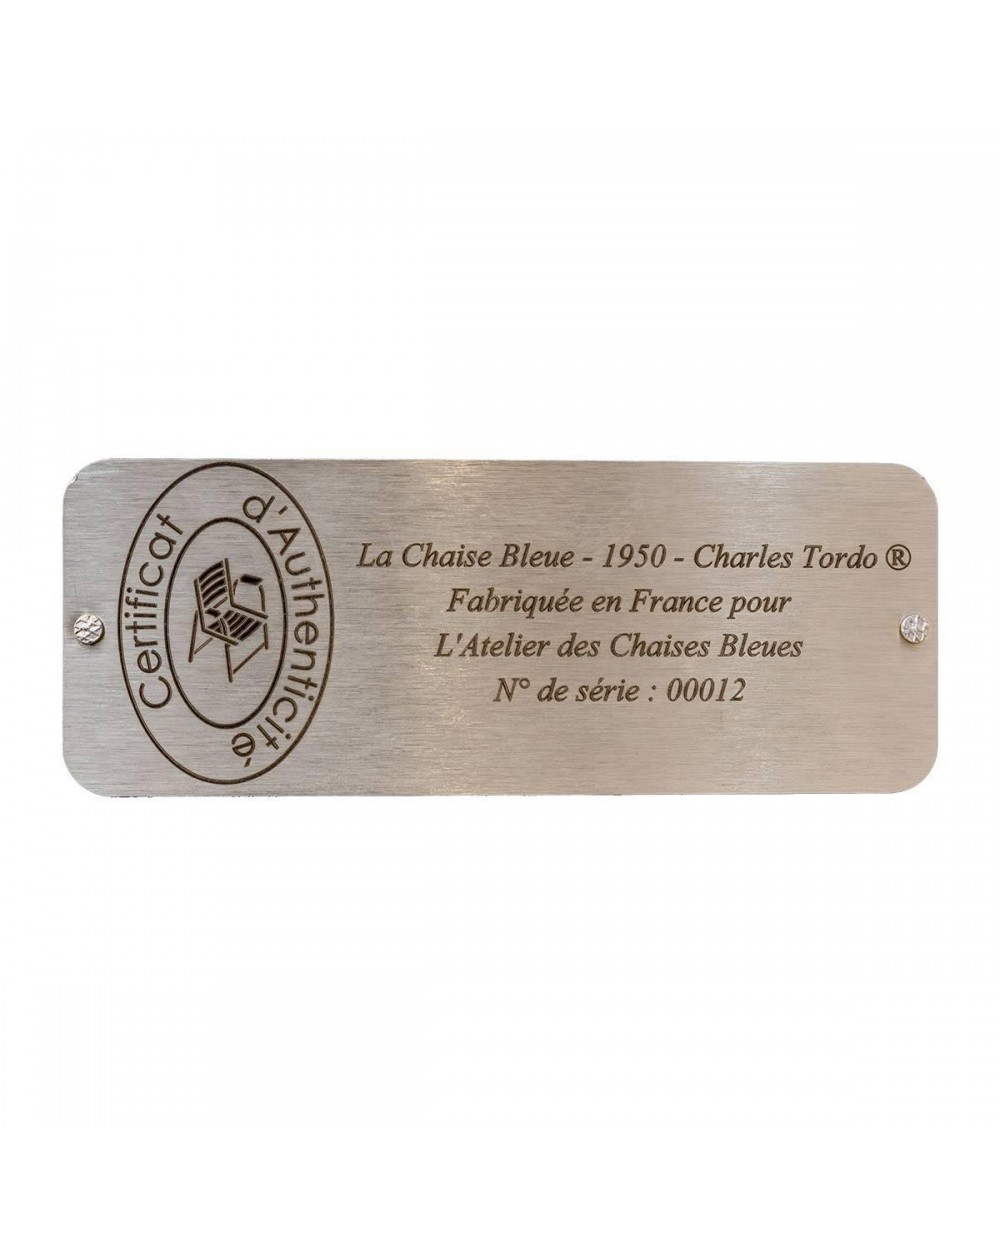 Certificat d'Authenticité
La Chaise Bleue - 1950 - Charles Tordo ®
Fabriquée en France pour
L'Atelier des Chaises Bleues
N° de série : 00012